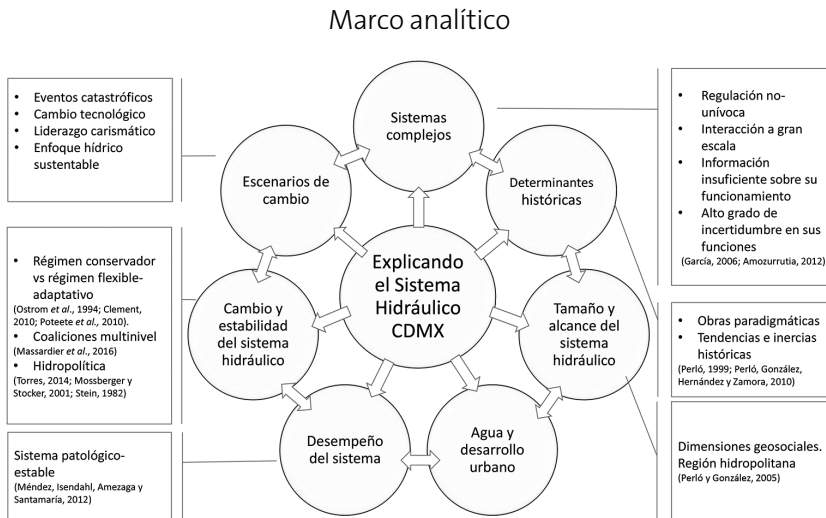 Marco analítico
• Eventos catastróficos
• Cambio tecnológico
• Liderazgo carismático
• Enfoque hídrico
sustentable
• Régimen conservador
vs régimen flexible-
adaptativo
(Ostrom et al., 1994; Clement,
2010; Poteete et al., 2010).
• Coaliciones multinivel
(Massardier et al., 2016)
• Hidropolítica
(Torres, 2014; Mossberger y
Stocker, 2001; Stein, 1982)
Sistema patológico-
estable
(Méndez, Isendahl, Amezaga y
Santamaría, 2012)
Sistemas
complejos
Escenarios de
cambio
Determinantes
históricas
Explicando
el Sistema
Hidráulico
CDMX
Cambio y
estabilidad
del sistema
hidráulico
Tamaño y
alcance del
sistema
hidráulico
Desempeño
del sistema
Agua y
desarrollo
urbano
• Regulación no-
unívoca
• Interacción a gran
escala
• Información
insuficiente sobre su
funcionamiento
• Alto grado de
incertidumbre en sus
funciones
(García, 2006; Amozurrutia, 2012)
• Obras paradigmáticas
• Tendencias e inercias
históricas
(Perló, 1999; Perló, González,
Hernández y Zamora, 2010)
Dimensiones geosociales.
Región hidropolitana
(Perló y González, 2005)